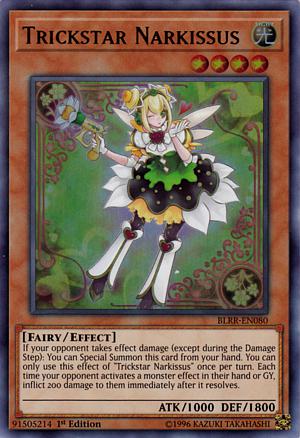 TRICKSTAR NARKISSUS
LIGHT
光
BLRR-EN080
[FAIRY/EFFECT]
If your opponent takes effect damage (except during the Damage
Step): You can Special Summon this card from your hand. You can
only use this effect of "Trickstar Narkissus" once per turn. Each
time your opponent activates a monster effect in their hand or GY,
inflict 200 damage to them immediately after it resolves.
ATK/1000 DEF/1800
91505214 1st Edition ©1996 KAZUKI TAKAHASHI